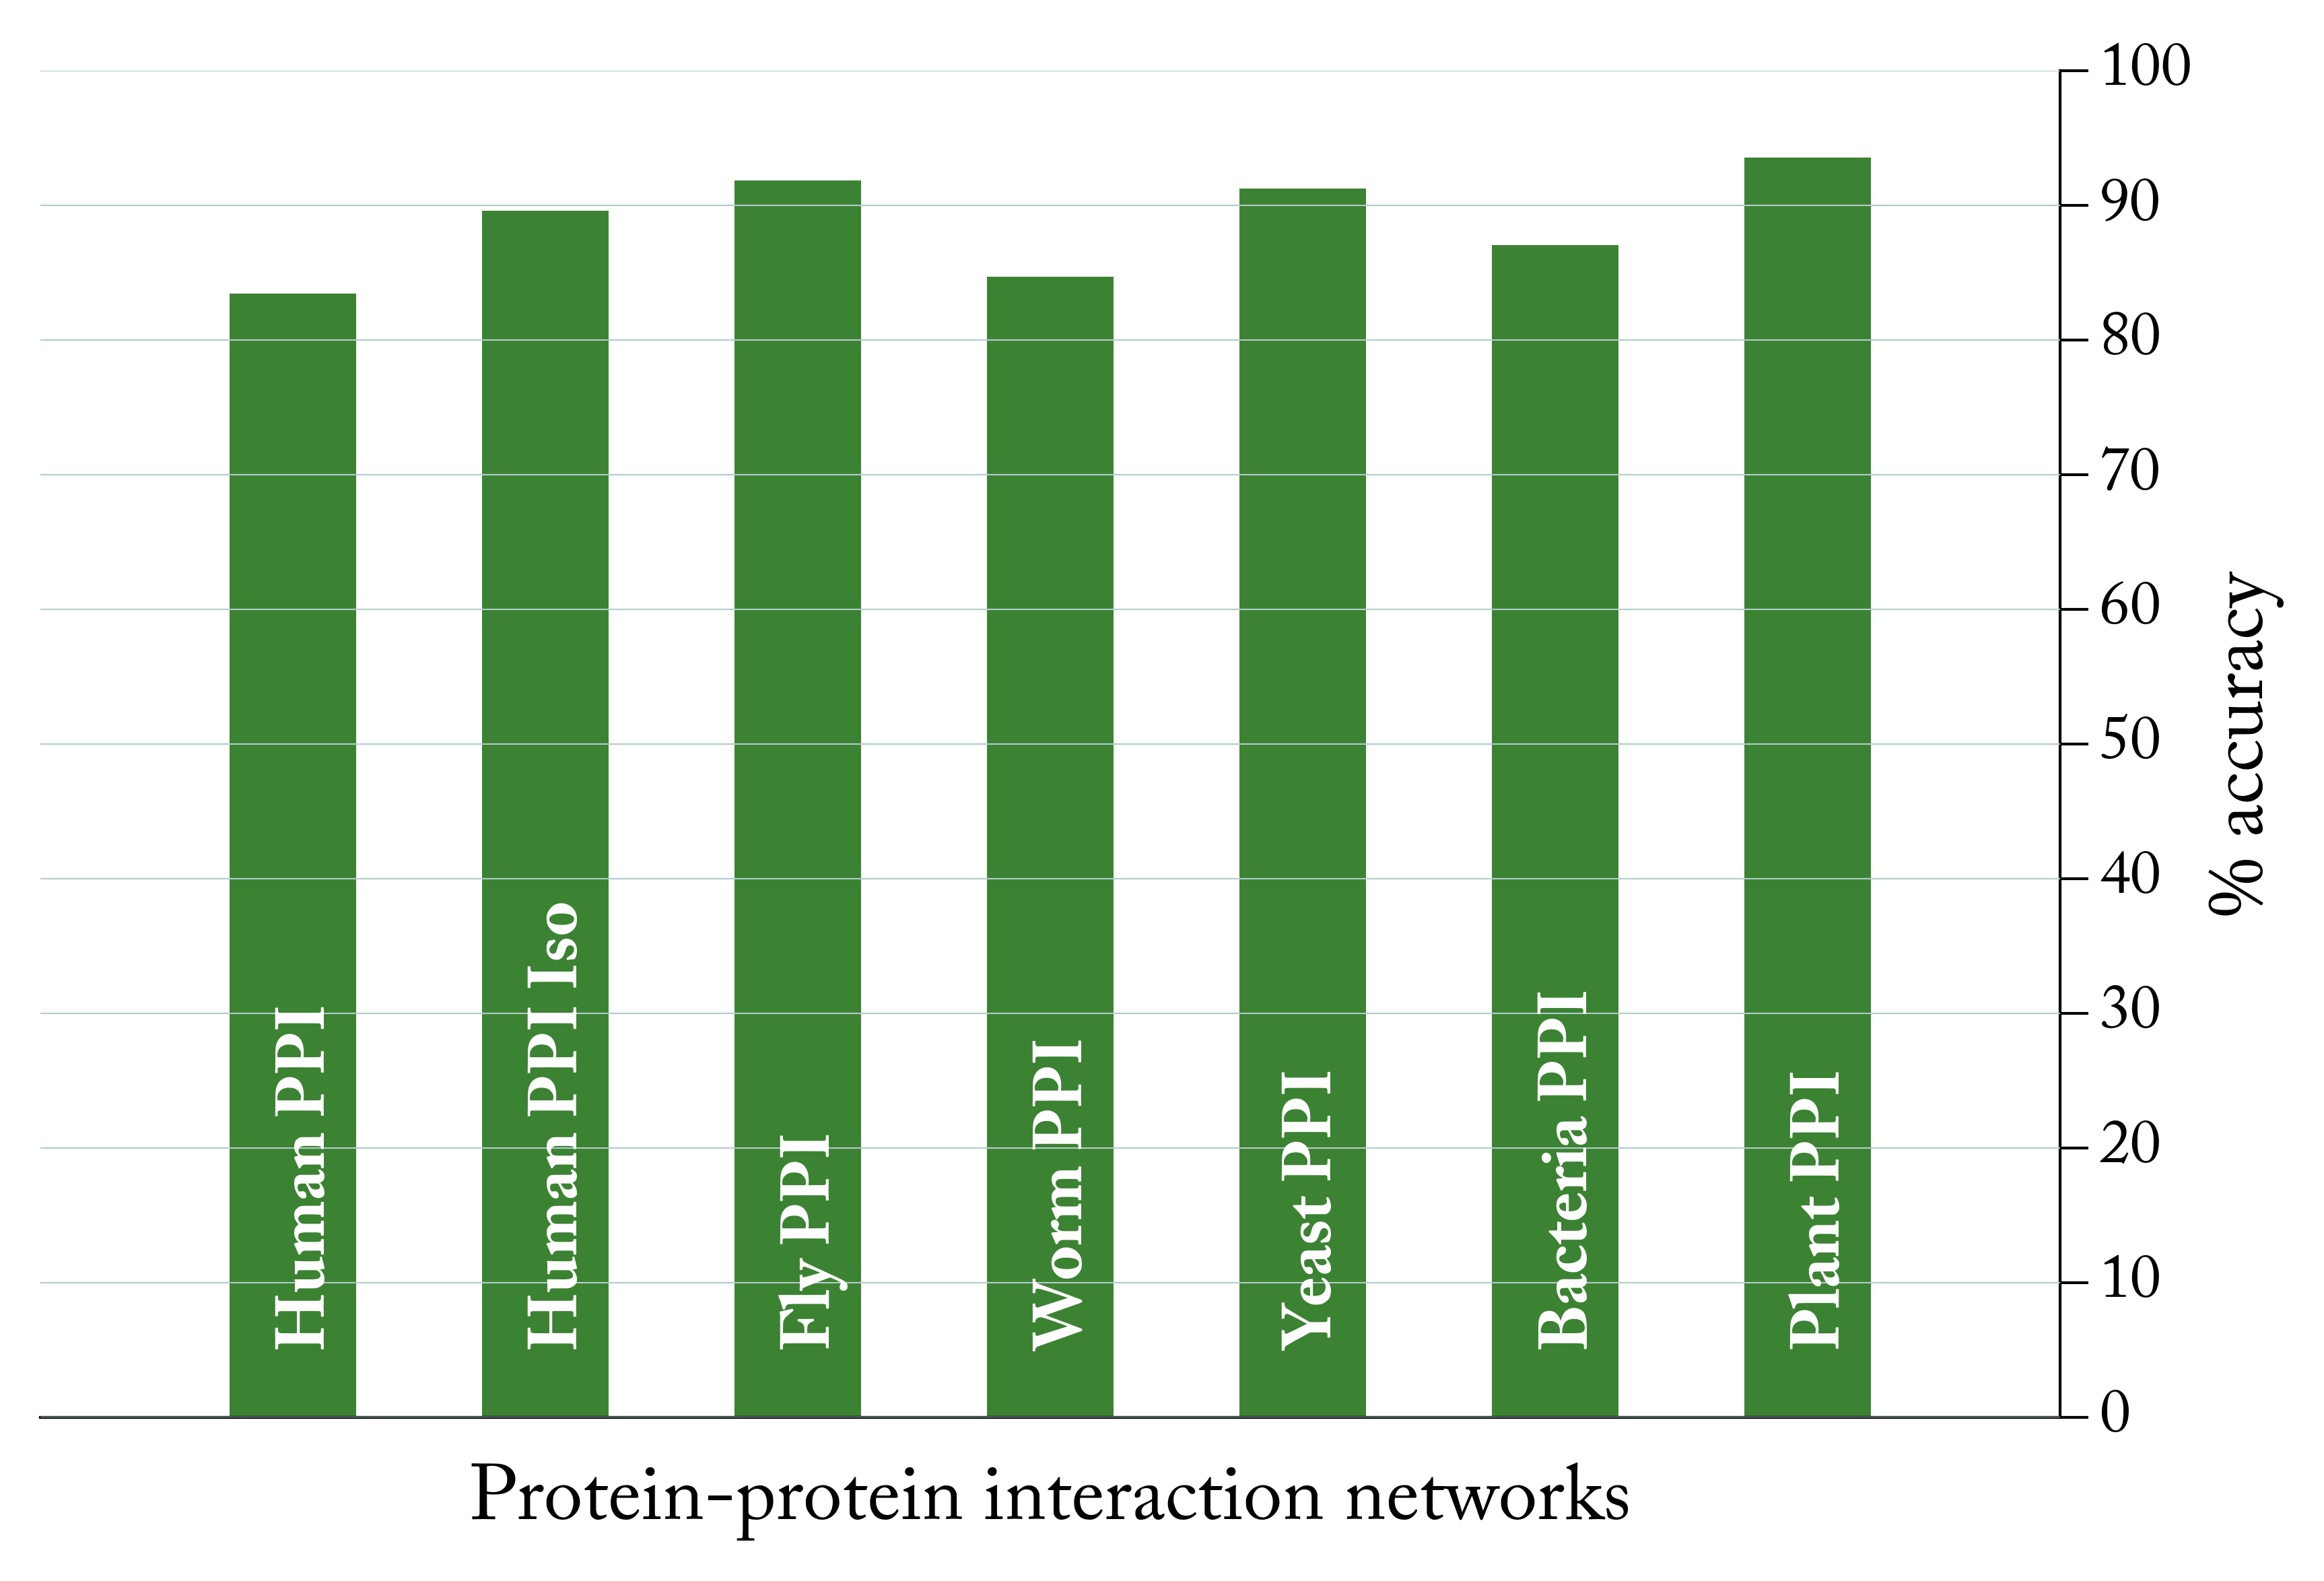 100
90
80
70
60
50
40
30
20
10
0
% accuracy
Human PPI
Human PPI Iso
Fly PPI
Worm PPI
Yeast PPI
Bacteria PPI
Plant PPI
Protein-protein interaction networks